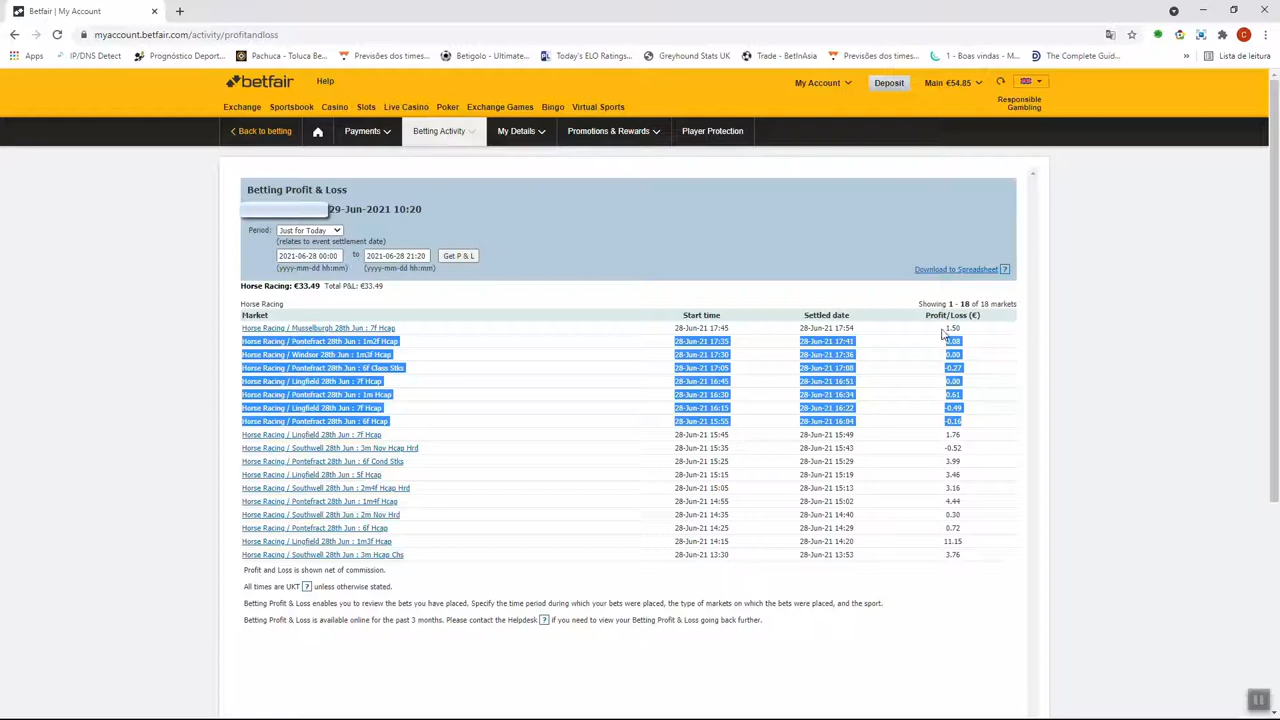 Betfair | My Account
myaccount.betfair.com/activity/profitandloss
Apps IP/DNS Detect Prognóstico Deport... Pachuca - Toluca Be... Previsões dos times... Betigolo - Ultimate... Today's ELO Ratings... Greyhound Stats UK Trade - BetInAsia Previsões dos times... 1 - Boas vindas - M... The Complete Guid... » Lista de leitura
betfair Help My Account Deposit Main €54.85
Exchange Sportsbook Casino Slots Live Casino Poker Exchange Games Bingo Virtual Sports Responsible
Gambling
Back to betting Payments Betting Activity My Details Promotions & Rewards Player Protection
Betting Profit & Loss
29-Jun-2021 10:20
Period: Just for Today
(relates to event settlement date)
2021-06-28 00:00 to 2021-06-28 21:20 Get P & L
(yyyy-mm-dd hh:mm) (yyyy-mm-dd hh:mm) Download to Spreadsheet ?
Horse Racing: €33.49 Total P&L: €33.49
Horse Racing Showing 1 - 18 of 18 markets
Market Start time Settled date Profit/Loss (€)
Horse Racing / Musselburgh 28th Jun : 7f Hcap 28-Jun-21 17:45 28-Jun-21 17:54 1.50
Horse Racing / Pontefract 28th Jun : 1m2f Hcap 28-Jun-21 17:35 28-Jun-21 17:41 0.08
Horse Racing / Windsor 28th Jun : 1m3f Hcap 28-Jun-21 17:30 28-Jun-21 17:36 0.00
Horse Racing / Pontefract 28th Jun : 6f Class Stks 28-Jun-21 17:05 28-Jun-21 17:08 -0.27
Horse Racing / Lingfield 28th Jun : 7f Hcap 28-Jun-21 16:45 28-Jun-21 16:51 0.00
Horse Racing / Pontefract 28th Jun : 1m Hcap 28-Jun-21 16:30 28-Jun-21 16:34 0.61
Horse Racing / Lingfield 28th Jun : 7f Hcap 28-Jun-21 16:15 28-Jun-21 16:22 -0.49
Horse Racing / Pontefract 28th Jun : 6f Hcap 28-Jun-21 15:55 28-Jun-21 16:04 -0.16
Horse Racing / Lingfield 28th Jun : 7f Hcap 28-Jun-21 15:45 28-Jun-21 15:49 1.76
Horse Racing / Southwell 28th Jun : 3m Nov Hcap Hrd 28-Jun-21 15:35 28-Jun-21 15:43 -0.52
Horse Racing / Pontefract 28th Jun : 6f Cond Stks 28-Jun-21 15:25 28-Jun-21 15:29 3.99
Horse Racing / Lingfield 28th Jun : 5f Hcap 28-Jun-21 15:15 28-Jun-21 15:19 3.46
Horse Racing / Southwell 28th Jun : 2m4f Hcap Hrd 28-Jun-21 15:05 28-Jun-21 15:13 3.16
Horse Racing / Pontefract 28th Jun : 1m4f Hcap 28-Jun-21 14:55 28-Jun-21 15:02 4.44
Horse Racing / Southwell 28th Jun : 2m Nov Hrd 28-Jun-21 14:35 28-Jun-21 14:40 0.30
Horse Racing / Pontefract 28th Jun : 6f Hcap 28-Jun-21 14:25 28-Jun-21 14:29 0.72
Horse Racing / Lingfield 28th Jun : 1m3f Hcap 28-Jun-21 14:15 28-Jun-21 14:20 11.15
Horse Racing / Southwell 28th Jun : 3m Hcap Chs 28-Jun-21 13:30 28-Jun-21 13:53 3.76
Profit and Loss is shown net of commission.
All times are UKT ? unless otherwise stated.
Betting Profit & Loss enables you to review the bets you have placed. Specify the time period during which your bets were placed, the type of markets on which the bets were placed, and the sport.
Betting Profit & Loss is available online for the past 3 months. Please contact the Helpdesk ? if you need to view your Betting Profit & Loss going back further.